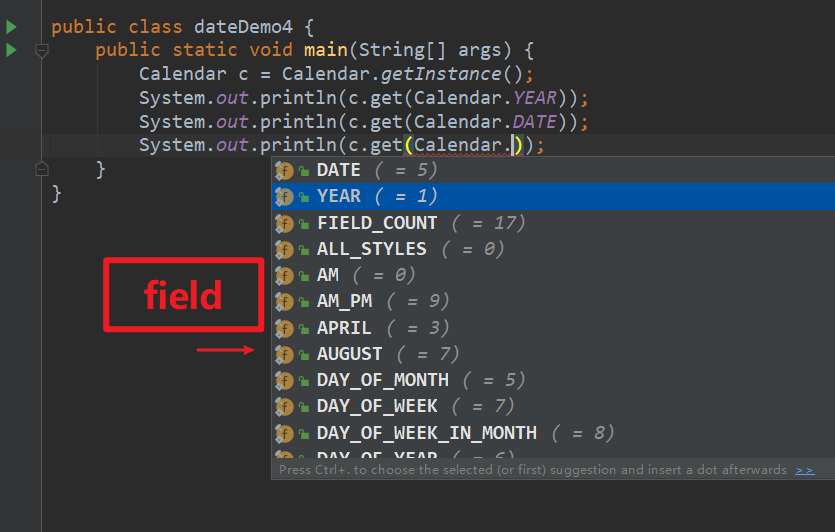 public class dateDemo4 {
public static void main(String[] args) {
Calendar c = Calendar.getInstance();
System.out.println(c.get(Calendar.YEAR));
System.out.println(c.get(Calendar.DATE));
System.out.println(c.get(Calendar.));
}
}
DATE ( = 5)
YEAR ( = 1)
FIELD_COUNT ( = 17)
ALL_STYLES ( = 0)
AM ( = 0)
AM_PM ( = 9)
APRIL ( = 3)
AUGUST ( = 7)
DAY_OF_MONTH ( = 5)
DAY_OF_WEEK ( = 7)
DAY_OF_WEEK_IN_MONTH ( = 8)
DAY_OF_YEAR ( = 6)
Press Ctrl+. to choose the selected (or first) suggestion and insert a dot afterwards >>
field